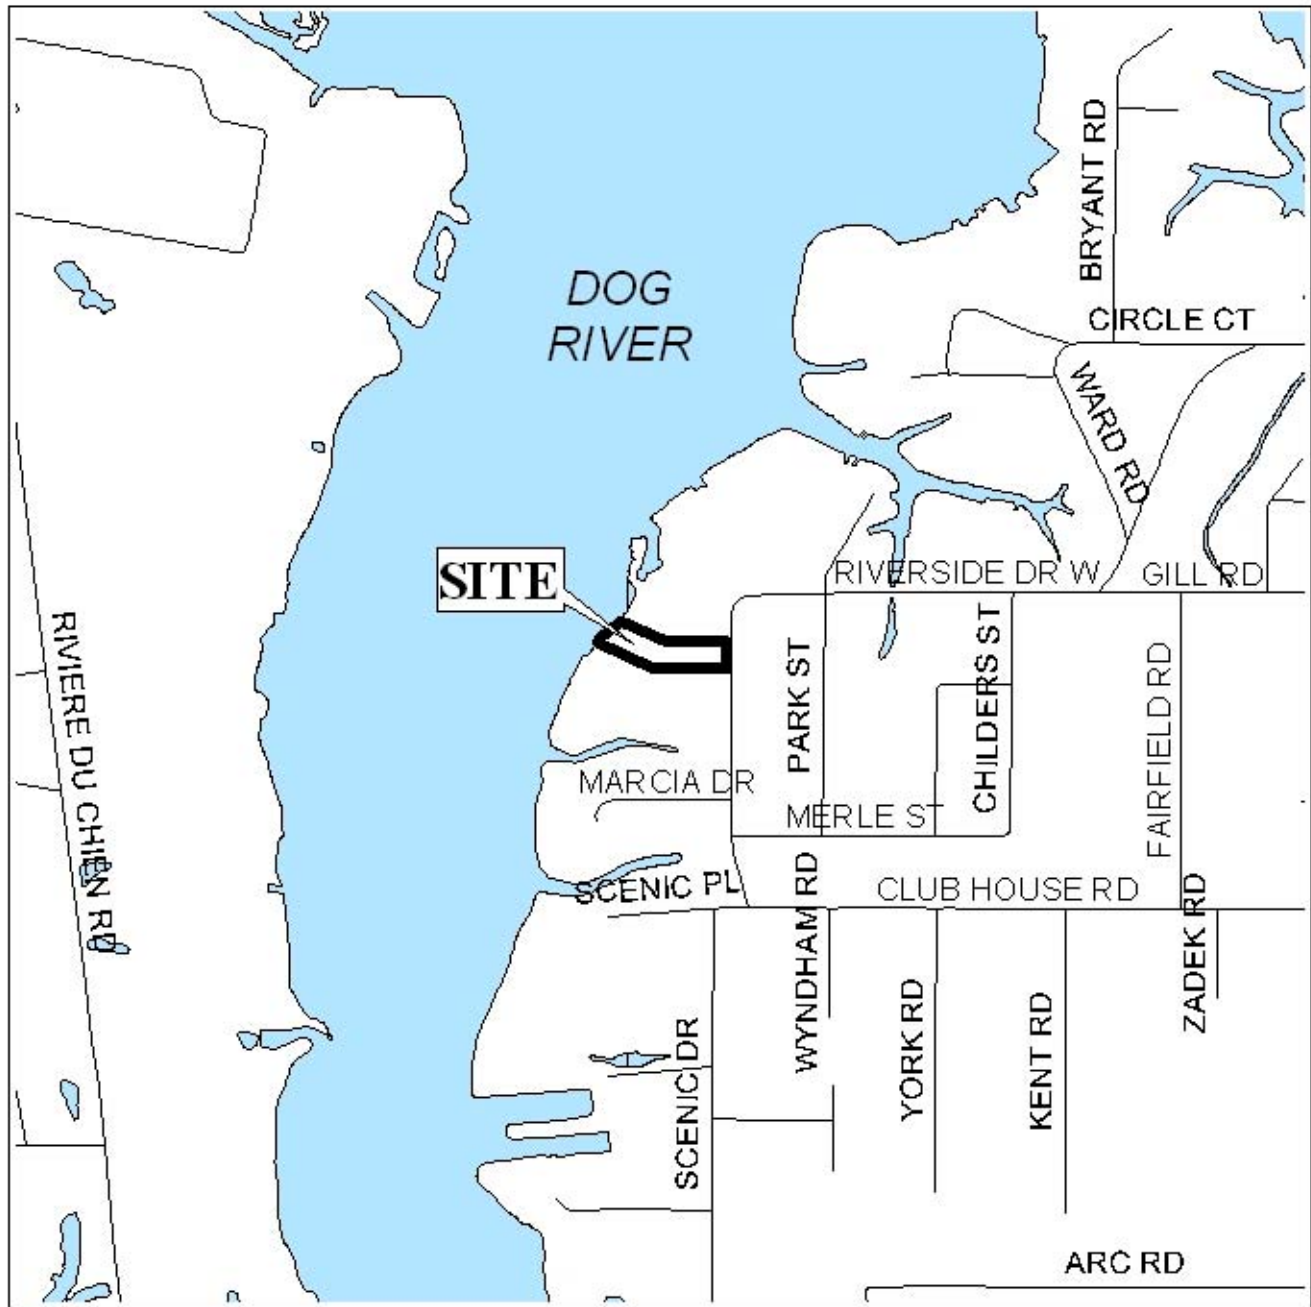 BRYANT RD
DOG
RIVER
CIRCLE CT
WARD RD
SITE
RIVERSIDE DR W
GILL RD
RIVIERE DU CHIEN RD
PARK ST
CHILDERS ST
FAIRFIELD RD
MARCIA DR
MERLE ST
SCENIC PL
CLUB HOUSE RD
WYNDHAM RD
ZADEK RD
YORK RD
KENT RD
SCENIC DR
ARC RD